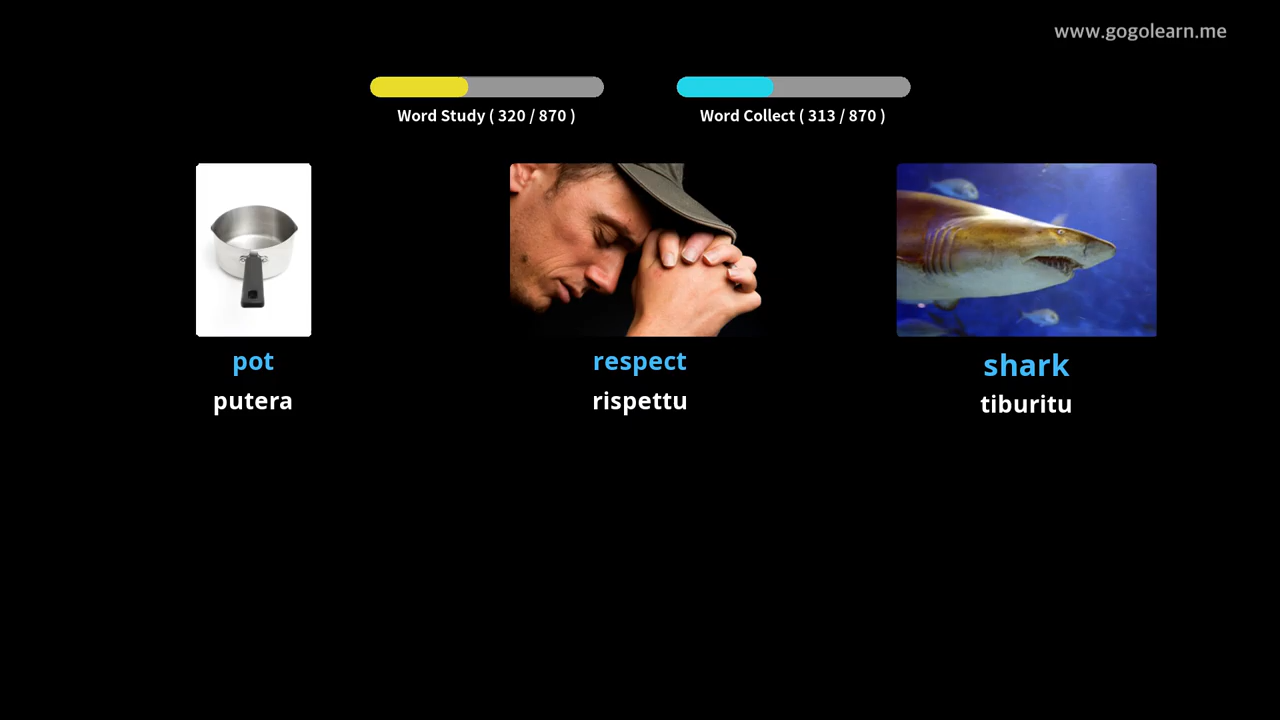 www.gogolearn.me
Word Study ( 320 / 870 )
Word Collect ( 313 / 870 )
pot
putera
respect
rispettu
shark
tiburitu